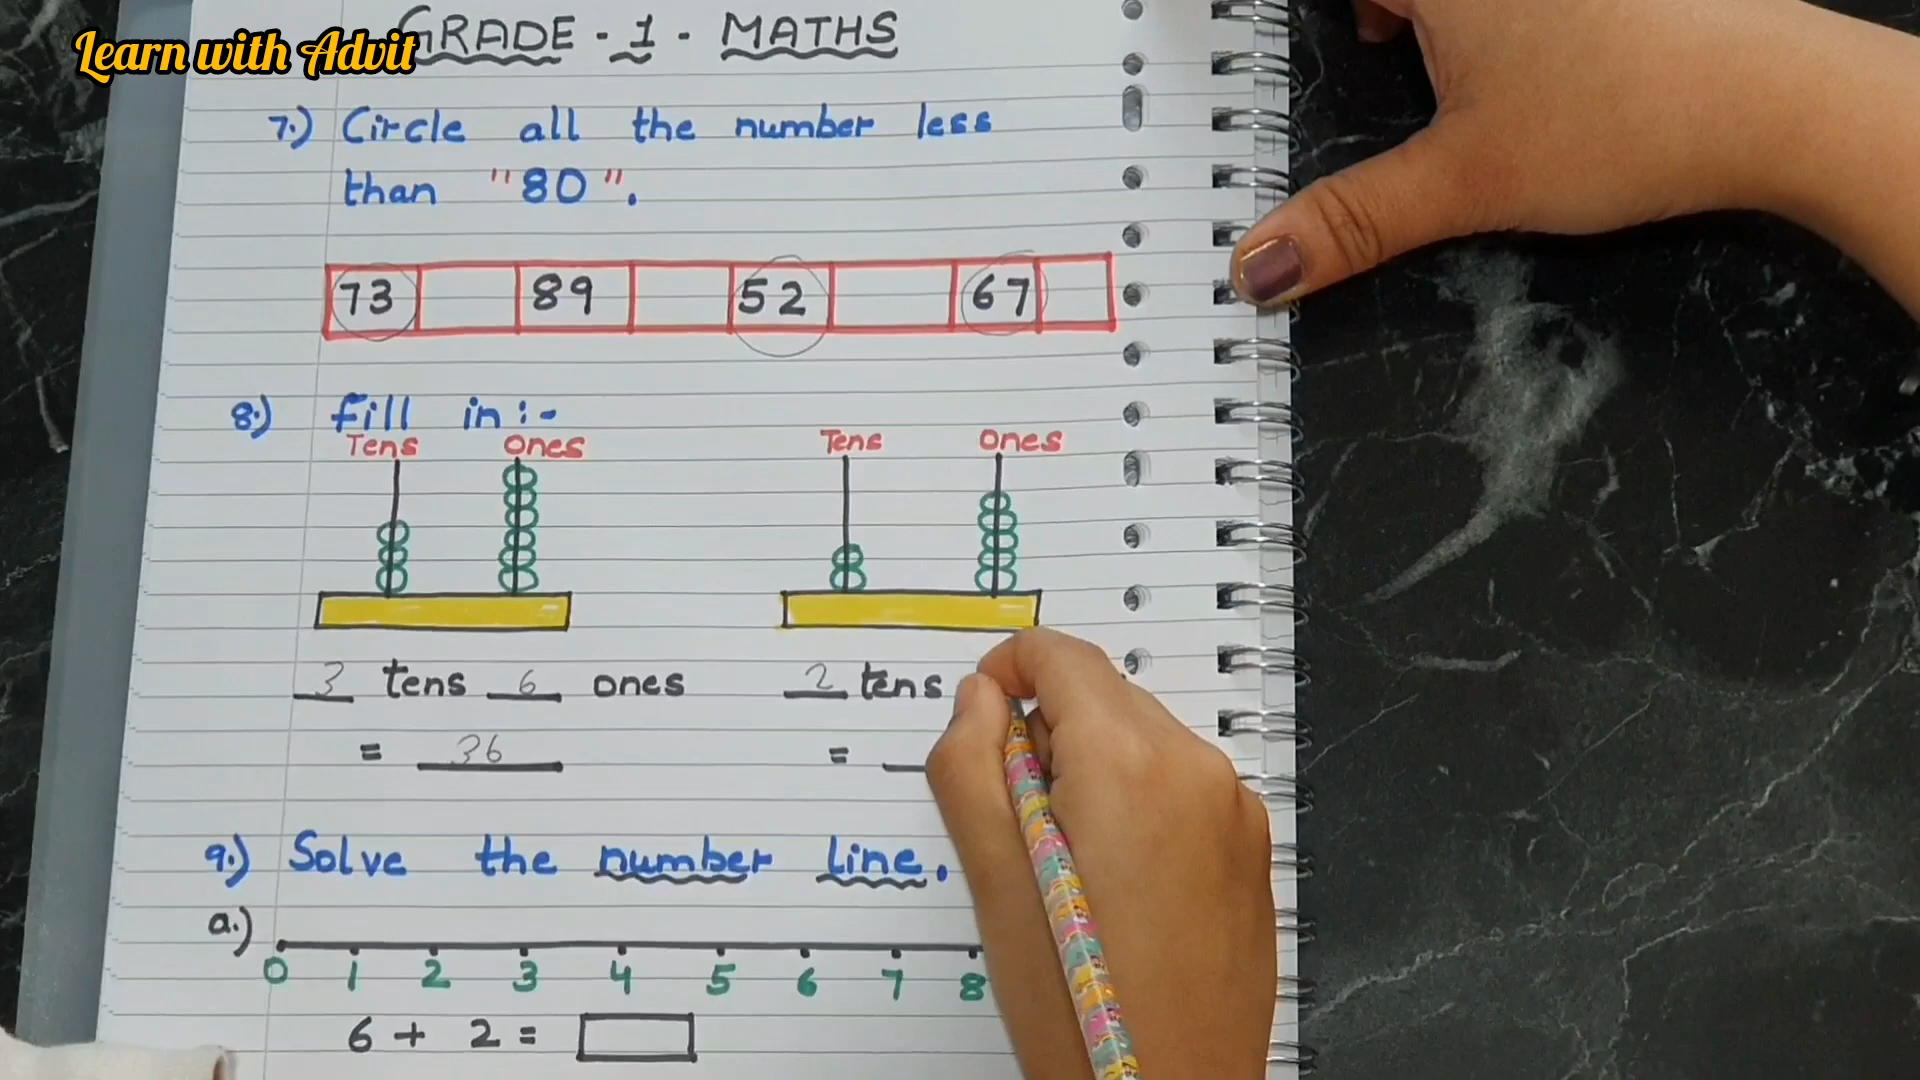 Learn with Advit
GRADE - 1 - MATHS
7.) Circle all the number less
than "80".
73 89 52 67
8.) fill in :-
Tens Ones Tens Ones
3 tens 6 ones 2 tens
= 36 =
9.) Solve the number line.
a.)
0 1 2 3 4 5 6 7 8
6 + 2 =